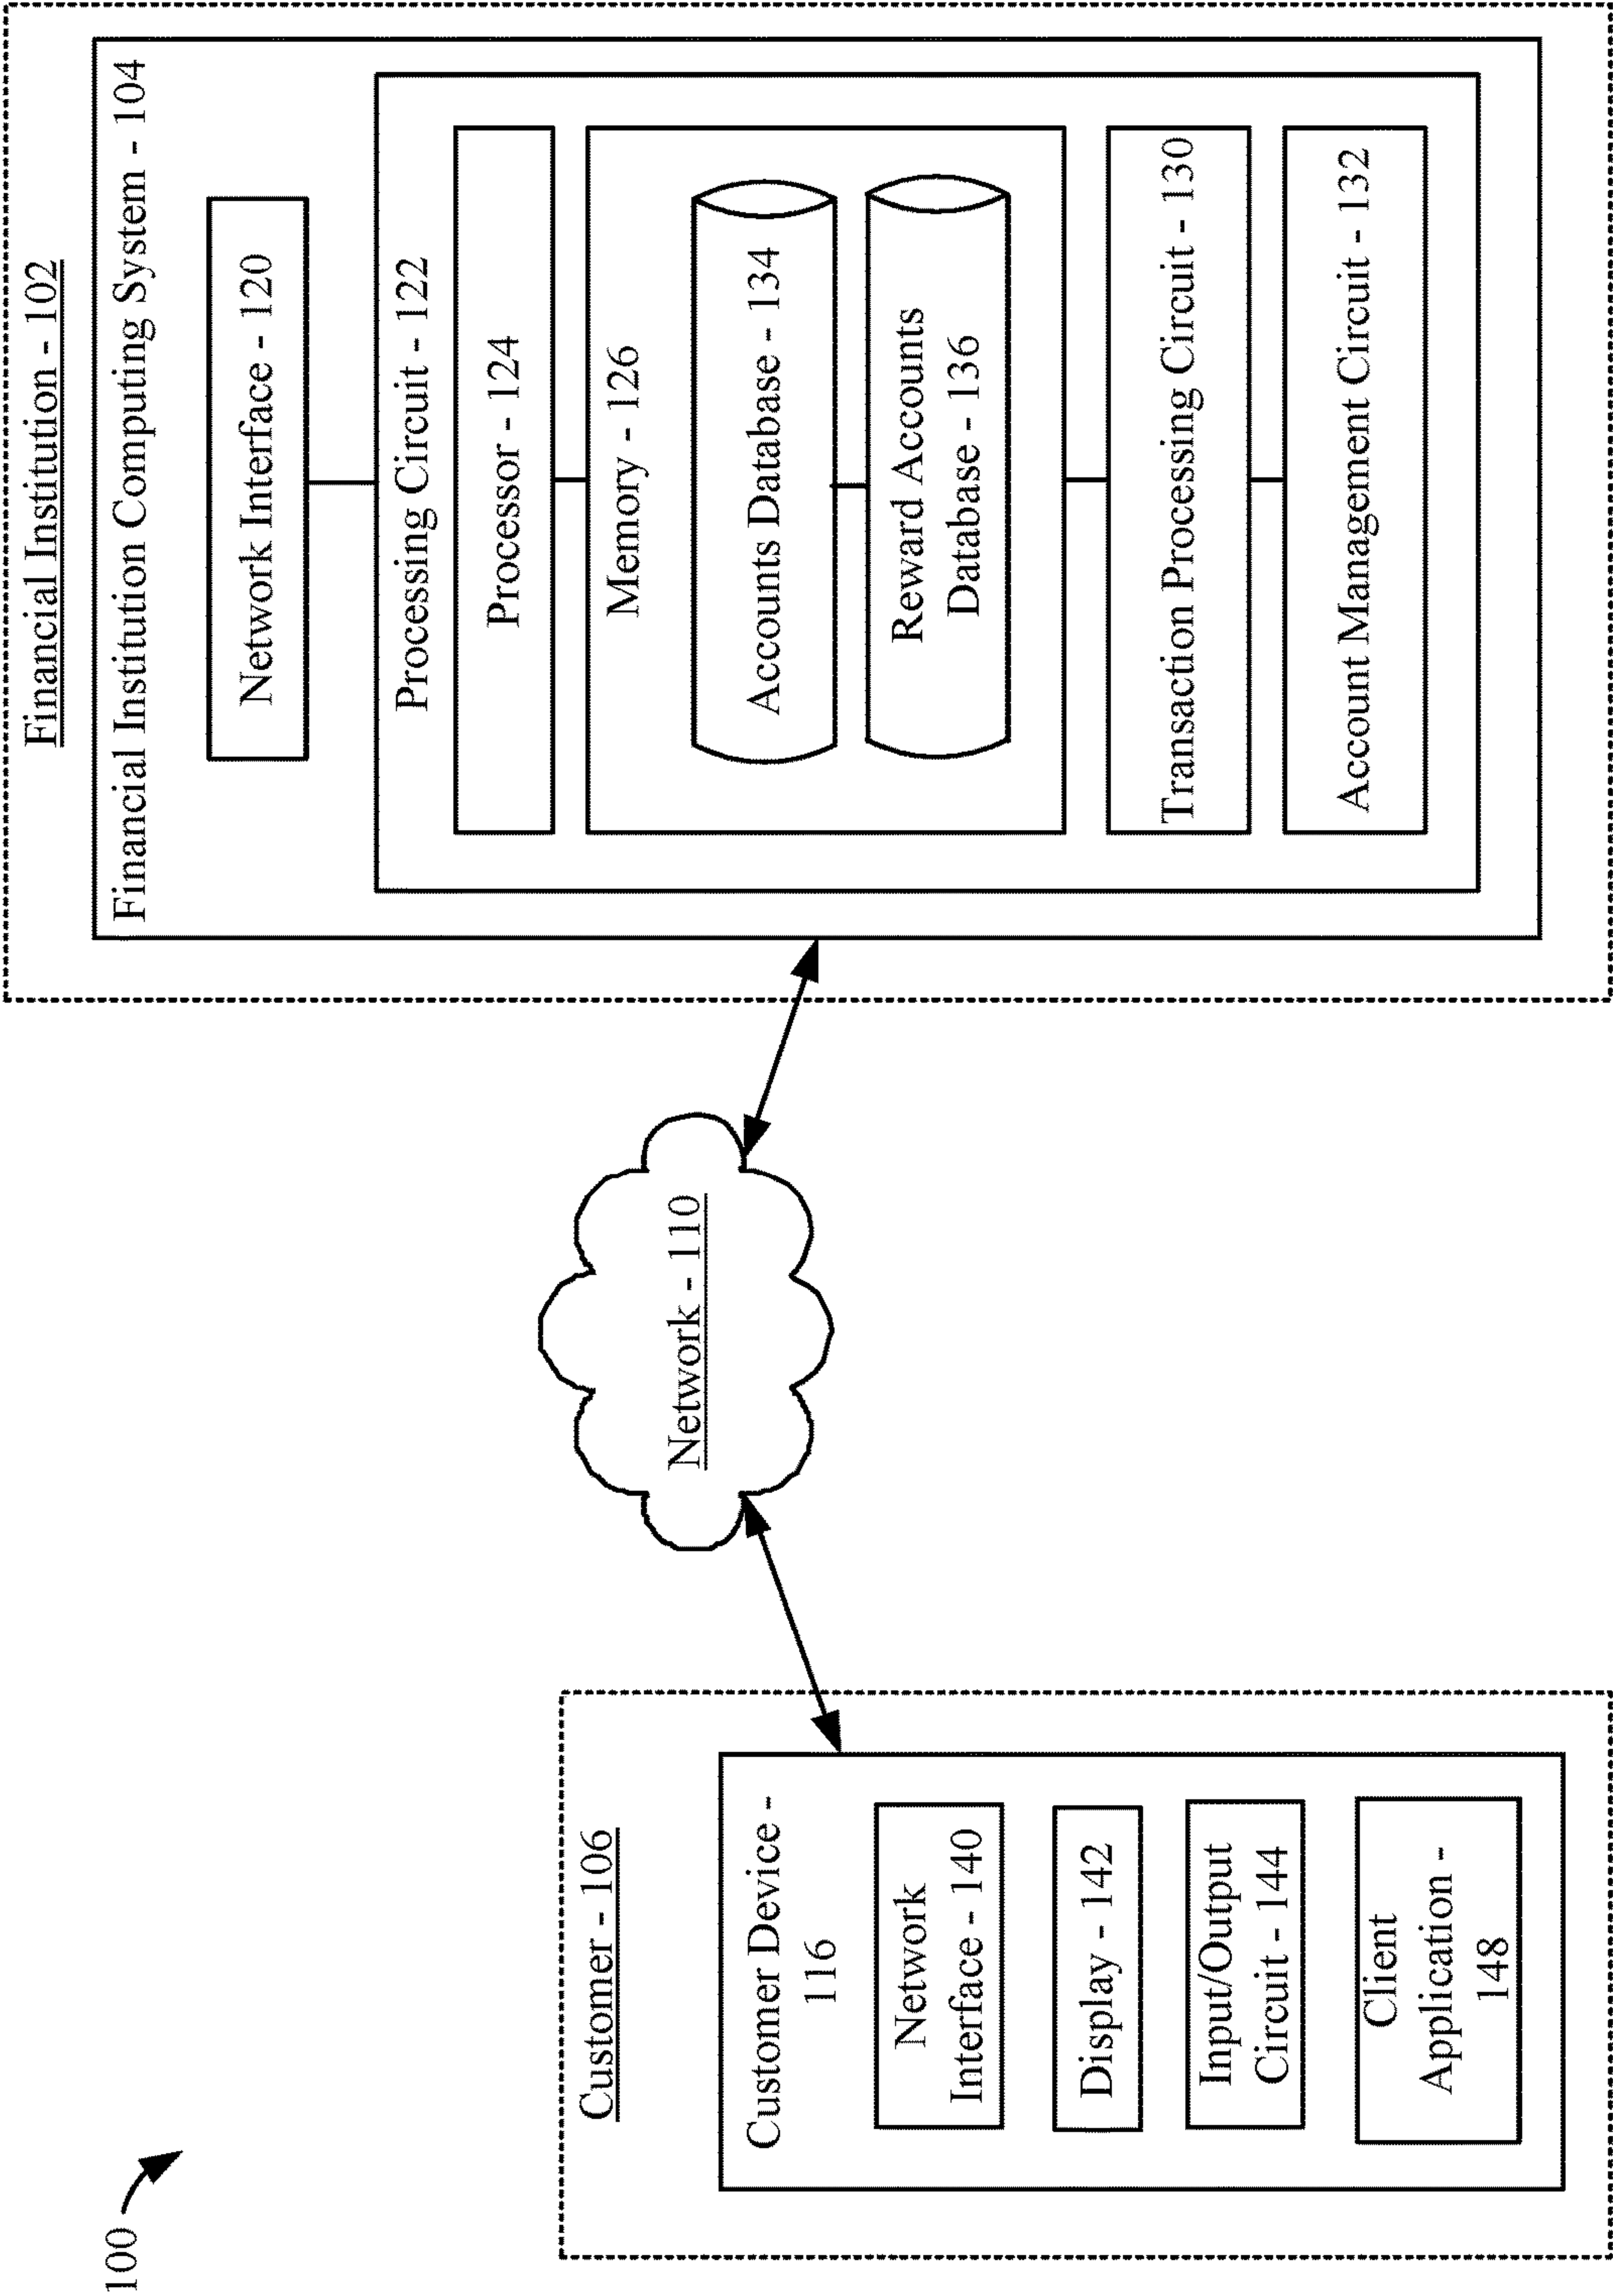 100
Customer - 106
Customer Device -
116
Network
Interface - 140
Display - 142
Input/Output
Circuit - 144
Client
Application -
148
Network - 110
Financial Institution - 102
Financial Institution Computing System - 104
Network Interface - 120
Processing Circuit - 122
Processor - 124
Memory - 126
Accounts Database - 134
Reward Accounts
Database - 136
Transaction Processing Circuit - 130
Account Management Circuit - 132